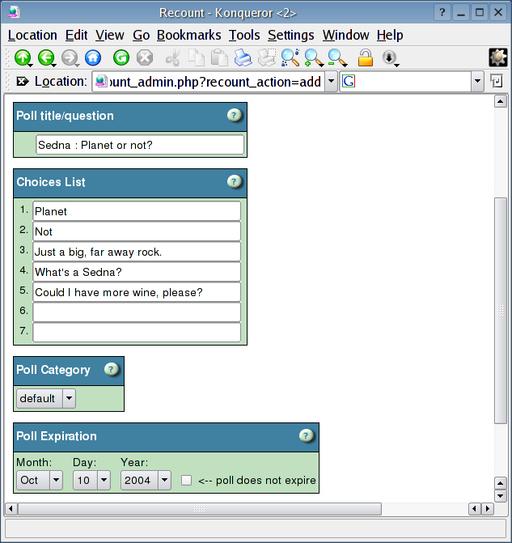 Recount - Konqueror <2>
Location Edit View Go Bookmarks Tools Settings Window Help
Location: unt_admin.php?recount_action=add
Poll title/question
Sedna : Planet or not?
Choices List
1. Planet
2. Not
3. Just a big, far away rock.
4. What's a Sedna?
5. Could I have more wine, please?
6.
7.
Poll Category
default
Poll Expiration
Month: Day: Year:
Oct 10 2004 <-- poll does not expire